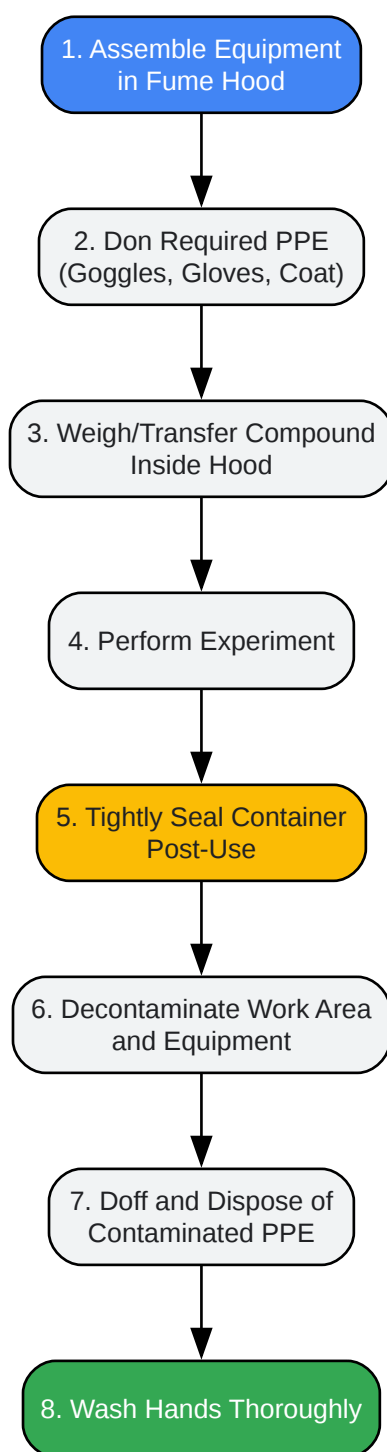 1. Assemble Equipment
in Fume Hood
2. Don Required PPE
(Goggles, Gloves, Coat)
3. Weigh/Transfer Compound
Inside Hood
4. Perform Experiment
5. Tightly Seal Container
Post-Use
6. Decontaminate Work Area
and Equipment
7. Doff and Dispose of
Contaminated PPE
8. Wash Hands Thoroughly